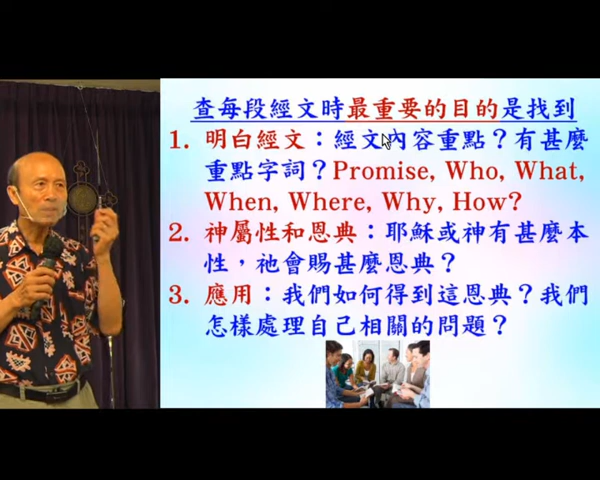 查每段經文時最重要的目的是找到
1. 明白經文：經文內容重點？有甚麼
重點字詞？Promise, Who, What,
When, Where, Why, How?
2. 神屬性和恩典：耶穌或神有甚麼本
性，祂會賜甚麼恩典？
3. 應用：我們如何得到這恩典？我們
怎樣處理自己相關的問題？